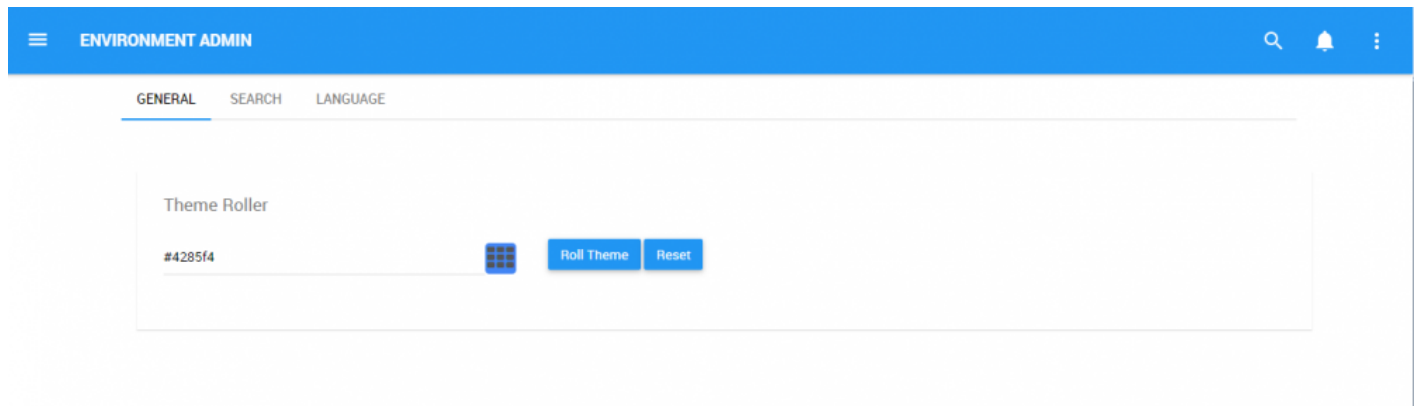 ENVIRONMENT ADMIN
GENERAL SEARCH LANGUAGE
Theme Roller
#4285f4 Roll Theme Reset